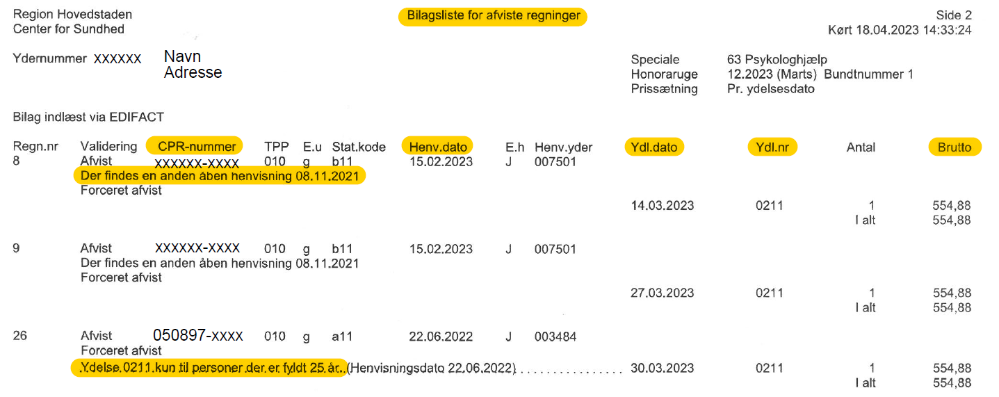 Region Hovedstaden Bilagsliste for afviste regninger Side 2
Center for Sundhed Kørt 18.04.2023 14:33:24
Ydernummer XXXXXX Navn Speciale 63 Psykologhjælp
Adresse Honoraruge 12.2023 (Marts) Bundtnummer 1
Prissætning Pr. ydelsesdato
Bilag indlæst via EDIFACT
Regn.nr Validering CPR-nummer TPP E.u Stat.kode Henv.dato E.h Henv.yder Ydl.dato Ydl.nr Antal Brutto
8 Afvist XXXXXX-XXXX 010 g b11 15.02.2023 J 007501
Der findes en anden åben henvisning 08.11.2021
Forceret afvist
14.03.2023 0211 1 554,88
I alt 554,88
9 Afvist XXXXXX-XXXX 010 g b11 15.02.2023 J 007501
Der findes en anden åben henvisning 08.11.2021
Forceret afvist
27.03.2023 0211 1 554,88
I alt 554,88
26 Afvist 050897-XXXX 010 g a11 22.06.2022 J 003484
Forceret afvist
Ydelse 0211 kun til personer der er fyldt 25 år. (Henvisningsdato 22.06.2022) . . . . . . . . . . . . . . . . 30.03.2023 0211 1 554,88
I alt 554,88